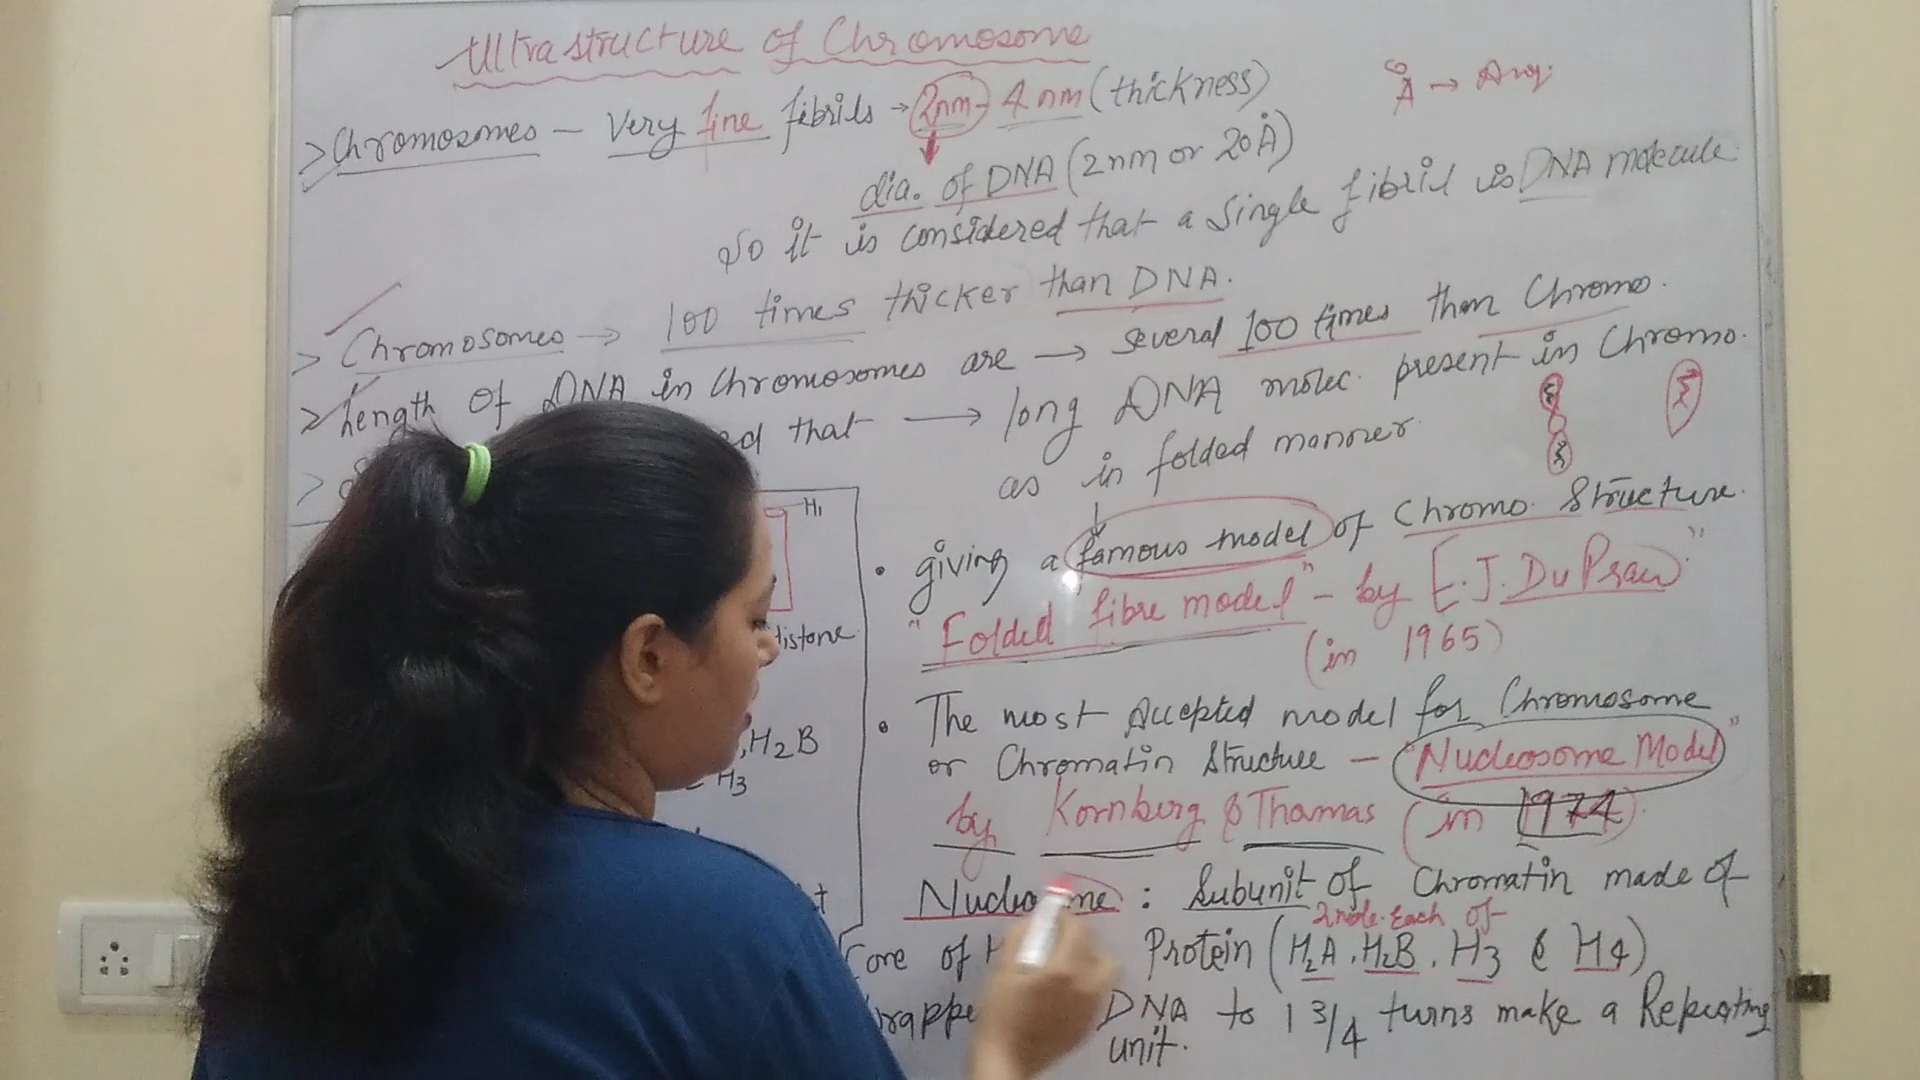 Ultrastructure of Chromosome
> Chromosomes – Very fine fibrils → 2nm - 4 nm (thickness)
Å → Ang.
dia. of DNA (2nm or 20Å)
So it is considered that a single fibril is DNA molecule
> Chromosomes → 100 times thicker than DNA.
> Length of DNA in Chromosomes are → several 100 times than Chromo.
that → long DNA molec. present in Chromo.
as in folded manner
H1
• giving a famous model of Chromo. Structure.
"Folded fibre model" - by E.J. DuPraw"
(in 1965)
istone
• The most Accepted model for Chromosome
or Chromatin Structure – "Nucleosome Model"
,H2B
H3
by Kornberg & Thamas (in 1974)
: Subunit of Chromatin made of
2 mole. Each of
Core of H Protein (H2A, H2B, H3 & H4)
DNA to 1 3/4 turns make a Repeating
unit.